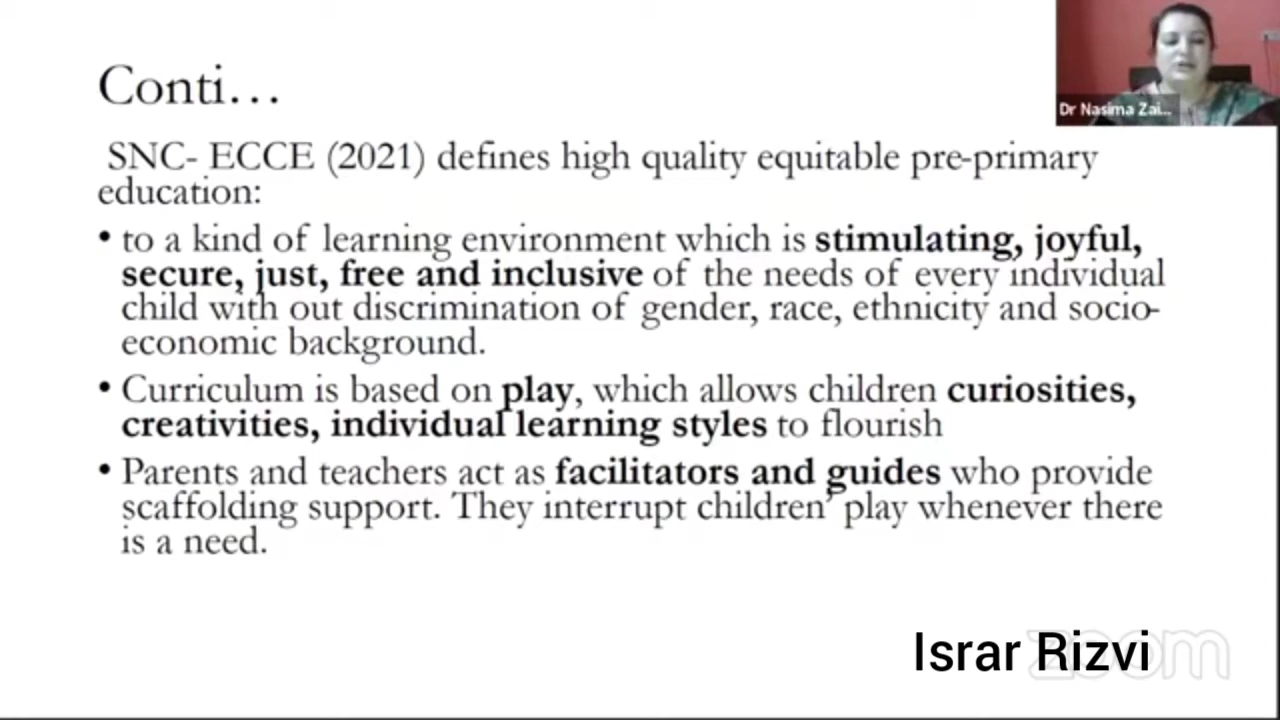 Conti...
Dr Nasima Zai...
SNC- ECCE (2021) defines high quality equitable pre-primary
education:
• to a kind of learning environment which is stimulating, joyful,
secure, just, free and inclusive of the needs of every individual
child with out discrimination of gender, race, ethnicity and socio-
economic background.
• Curriculum is based on play, which allows children curiosities,
creativities, individual learning styles to flourish
• Parents and teachers act as facilitators and guides who provide
scaffolding support. They interrupt children’ play whenever there
is a need.
Israr Rizvi
zoom